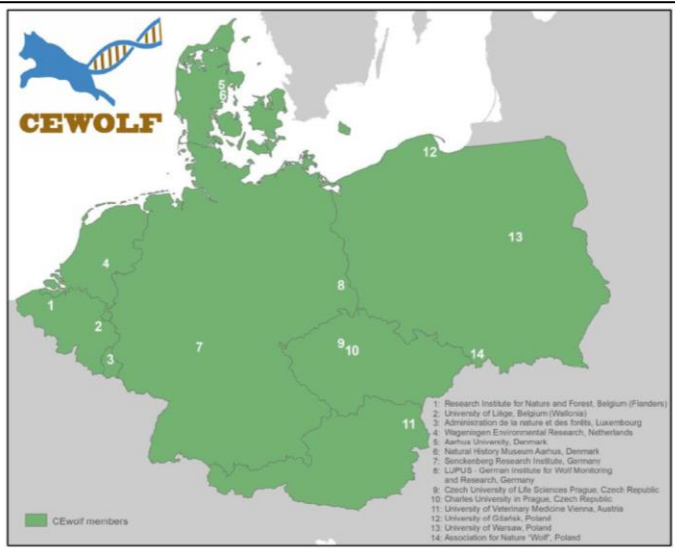 CEWOLF
5
6
12
13
4
8
1
2
9
10
7
3
14
11
1: Research Institute for Nature and Forest, Belgium (Flanders)
2: University of Liège, Belgium (Wallonia)
3: Administration de la nature et des forêts, Luxembourg
4: Wageningen Environmental Research, Netherlands
5: Aarhus University, Denmark
6: Natural History Museum Aarhus, Denmark
7: Senckenberg Research Institute, Germany
8: LUPUS - German Institute for Wolf Monitoring
and Research, Germany
9: Czech University of Life Sciences Prague, Czech Republic
10: Charles University in Prague, Czech Republic
11: University of Veterinary Medicine Vienna, Austria
12: University of Gdańsk, Poland
13: University of Warsaw, Poland
14: Association for Nature "Wolf", Poland
CEwolf members